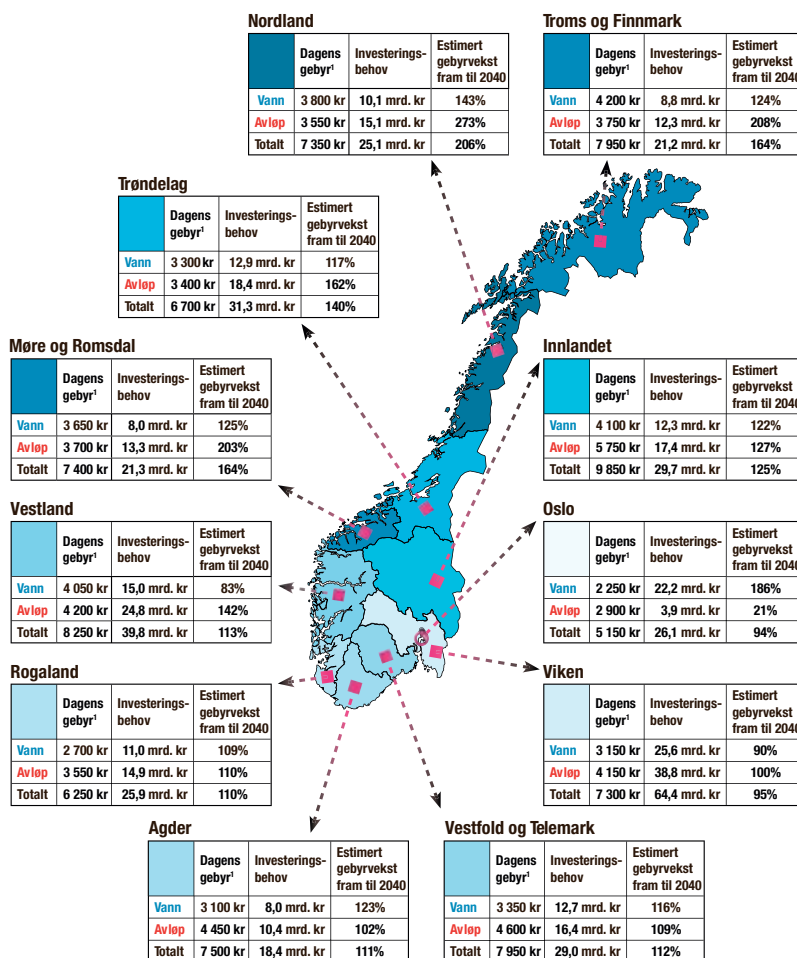 Nordland
Dagens gebyr¹ Investerings-behov Estimert gebyrvekst fram til 2040
Vann 3 800 kr 10,1 mrd. kr 143%
Avløp 3 550 kr 15,1 mrd. kr 273%
Totalt 7 350 kr 25,1 mrd. kr 206%
Troms og Finnmark
Dagens gebyr¹ Investerings-behov Estimert gebyrvekst fram til 2040
Vann 4 200 kr 8,8 mrd. kr 124%
Avløp 3 750 kr 12,3 mrd. kr 208%
Totalt 7 950 kr 21,2 mrd. kr 164%
Trøndelag
Dagens gebyr¹ Investerings-behov Estimert gebyrvekst fram til 2040
Vann 3 300 kr 12,9 mrd. kr 117%
Avløp 3 400 kr 18,4 mrd. kr 162%
Totalt 6 700 kr 31,3 mrd. kr 140%
Møre og Romsdal
Dagens gebyr¹ Investerings-behov Estimert gebyrvekst fram til 2040
Vann 3 650 kr 8,0 mrd. kr 125%
Avløp 3 700 kr 13,3 mrd. kr 203%
Totalt 7 400 kr 21,3 mrd. kr 164%
Innlandet
Dagens gebyr¹ Investerings-behov Estimert gebyrvekst fram til 2040
Vann 4 100 kr 12,3 mrd. kr 122%
Avløp 5 750 kr 17,4 mrd. kr 127%
Totalt 9 850 kr 29,7 mrd. kr 125%
Vestland
Dagens gebyr¹ Investerings-behov Estimert gebyrvekst fram til 2040
Vann 4 050 kr 15,0 mrd. kr 83%
Avløp 4 200 kr 24,8 mrd. kr 142%
Totalt 8 250 kr 39,8 mrd. kr 113%
Oslo
Dagens gebyr¹ Investerings-behov Estimert gebyrvekst fram til 2040
Vann 2 250 kr 22,2 mrd. kr 186%
Avløp 2 900 kr 3,9 mrd. kr 21%
Totalt 5 150 kr 26,1 mrd. kr 94%
Rogaland
Dagens gebyr¹ Investerings-behov Estimert gebyrvekst fram til 2040
Vann 2 700 kr 11,0 mrd. kr 109%
Avløp 3 550 kr 14,9 mrd. kr 110%
Totalt 6 250 kr 25,9 mrd. kr 110%
Viken
Dagens gebyr¹ Investerings-behov Estimert gebyrvekst fram til 2040
Vann 3 150 kr 25,6 mrd. kr 90%
Avløp 4 150 kr 38,8 mrd. kr 100%
Totalt 7 300 kr 64,4 mrd. kr 95%
Agder
Dagens gebyr¹ Investerings-behov Estimert gebyrvekst fram til 2040
Vann 3 100 kr 8,0 mrd. kr 123%
Avløp 4 450 kr 10,4 mrd. kr 102%
Totalt 7 500 kr 18,4 mrd. kr 111%
Vestfold og Telemark
Dagens gebyr¹ Investerings-behov Estimert gebyrvekst fram til 2040
Vann 3 350 kr 12,7 mrd. kr 116%
Avløp 4 600 kr 16,4 mrd. kr 109%
Totalt 7 950 kr 29,0 mrd. kr 112%